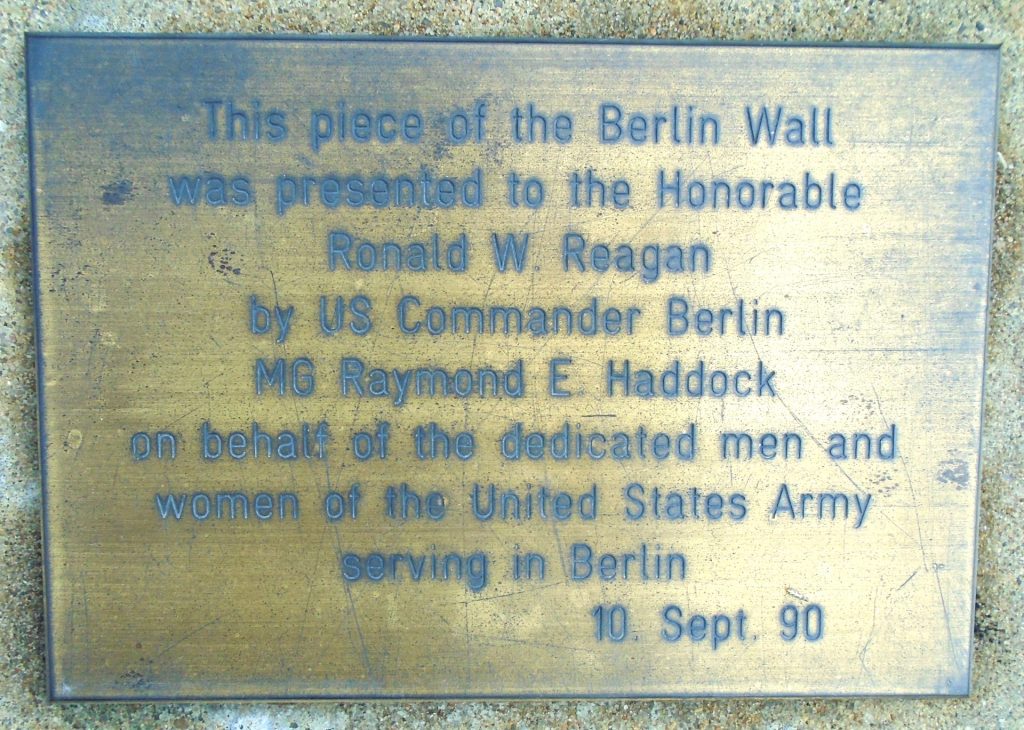 This piece of the Berlin Wall
was presented to the Honorable
Ronald W. Reagan
by US Commander Berlin
MG Raymond E. Haddock
on behalf of the dedicated men and
women of the United States Army
serving in Berlin
10. Sept. 90